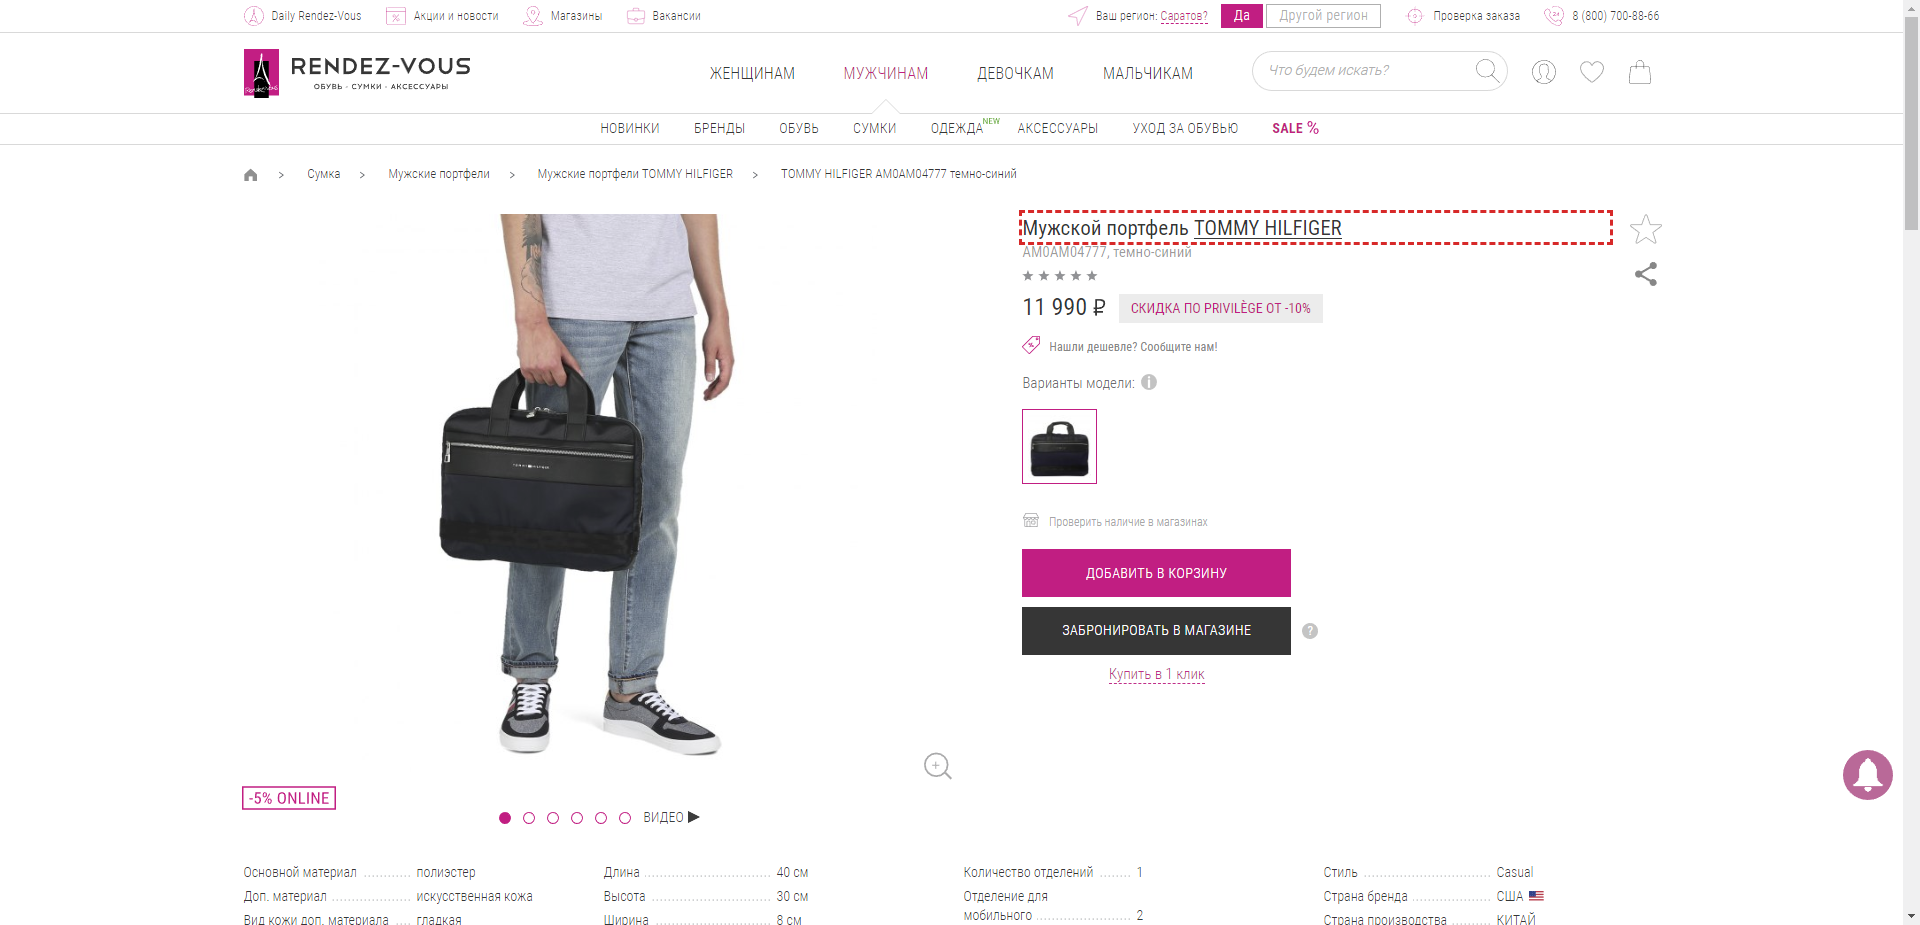 Daily Rendez-Vous
Акции и новости
Магазины
Вакансии
Ваш регион: Саратов?
Да
Другой регион
Проверка заказа
8 (800) 700-88-66
RENDEZ-VOUS
ОБУВЬ · СУМКИ · АКСЕССУАРЫ
ЖЕНЩИНАМ
МУЖЧИНАМ
ДЕВОЧКАМ
МАЛЬЧИКАМ
Что будем искать?
НОВИНКИ
БРЕНДЫ
ОБУВЬ
СУМКИ
ОДЕЖДА NEW
АКСЕССУАРЫ
УХОД ЗА ОБУВЬЮ
SALE %
Сумка > Мужские портфели > Мужские портфели TOMMY HILFIGER > TOMMY HILFIGER AM0AM04777 темно-синий
Мужской портфель TOMMY HILFIGER
AM0AM04777, темно-синий
11 990 ₽
СКИДКА ПО PRIVILÈGE ОТ -10%
Нашли дешевле? Сообщите нам!
Варианты модели:
TOMMY HILFIGER
Проверить наличие в магазинах
ДОБАВИТЬ В КОРЗИНУ
ЗАБРОНИРОВАТЬ В МАГАЗИНЕ
?
Купить в 1 клик
-5% ONLINE
ВИДЕО
Основной материал ........... полиэстер
Доп. материал ........... искусственная кожа
Вид кожи доп. материала .... гладкая
Длина ........... 40 см
Высота ........... 30 см
Ширина ........... 8 см
Количество отделений ....... 1
Отделение для
мобильного ........... 2
Стиль ........... Casual
Страна бренда ........... США
Страна производства ........... КИТАЙ